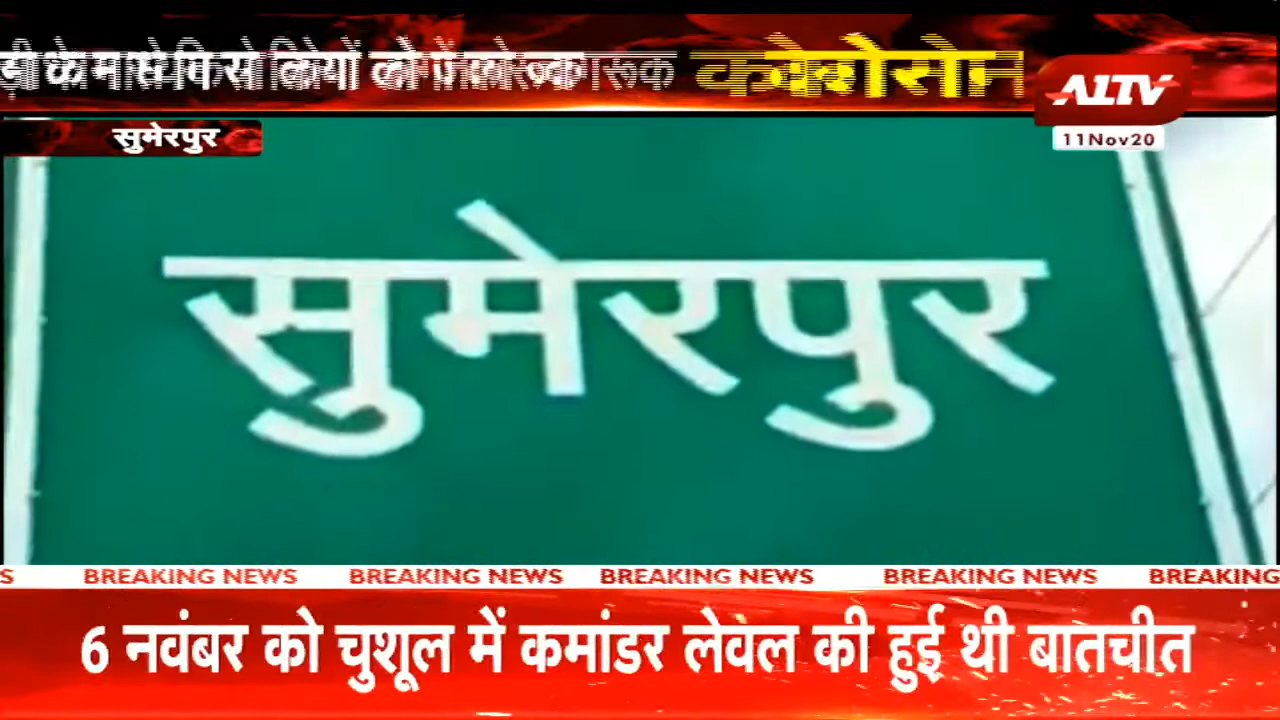 ALTV
11Nov20
सुमेरपुर
सुमेरपुर
BREAKING NEWS BREAKING NEWS BREAKING NEWS BREAKING NEWS BREAKING
6 नवंबर को चुशूल में कमांडर लेवल की हुई थी बातचीत